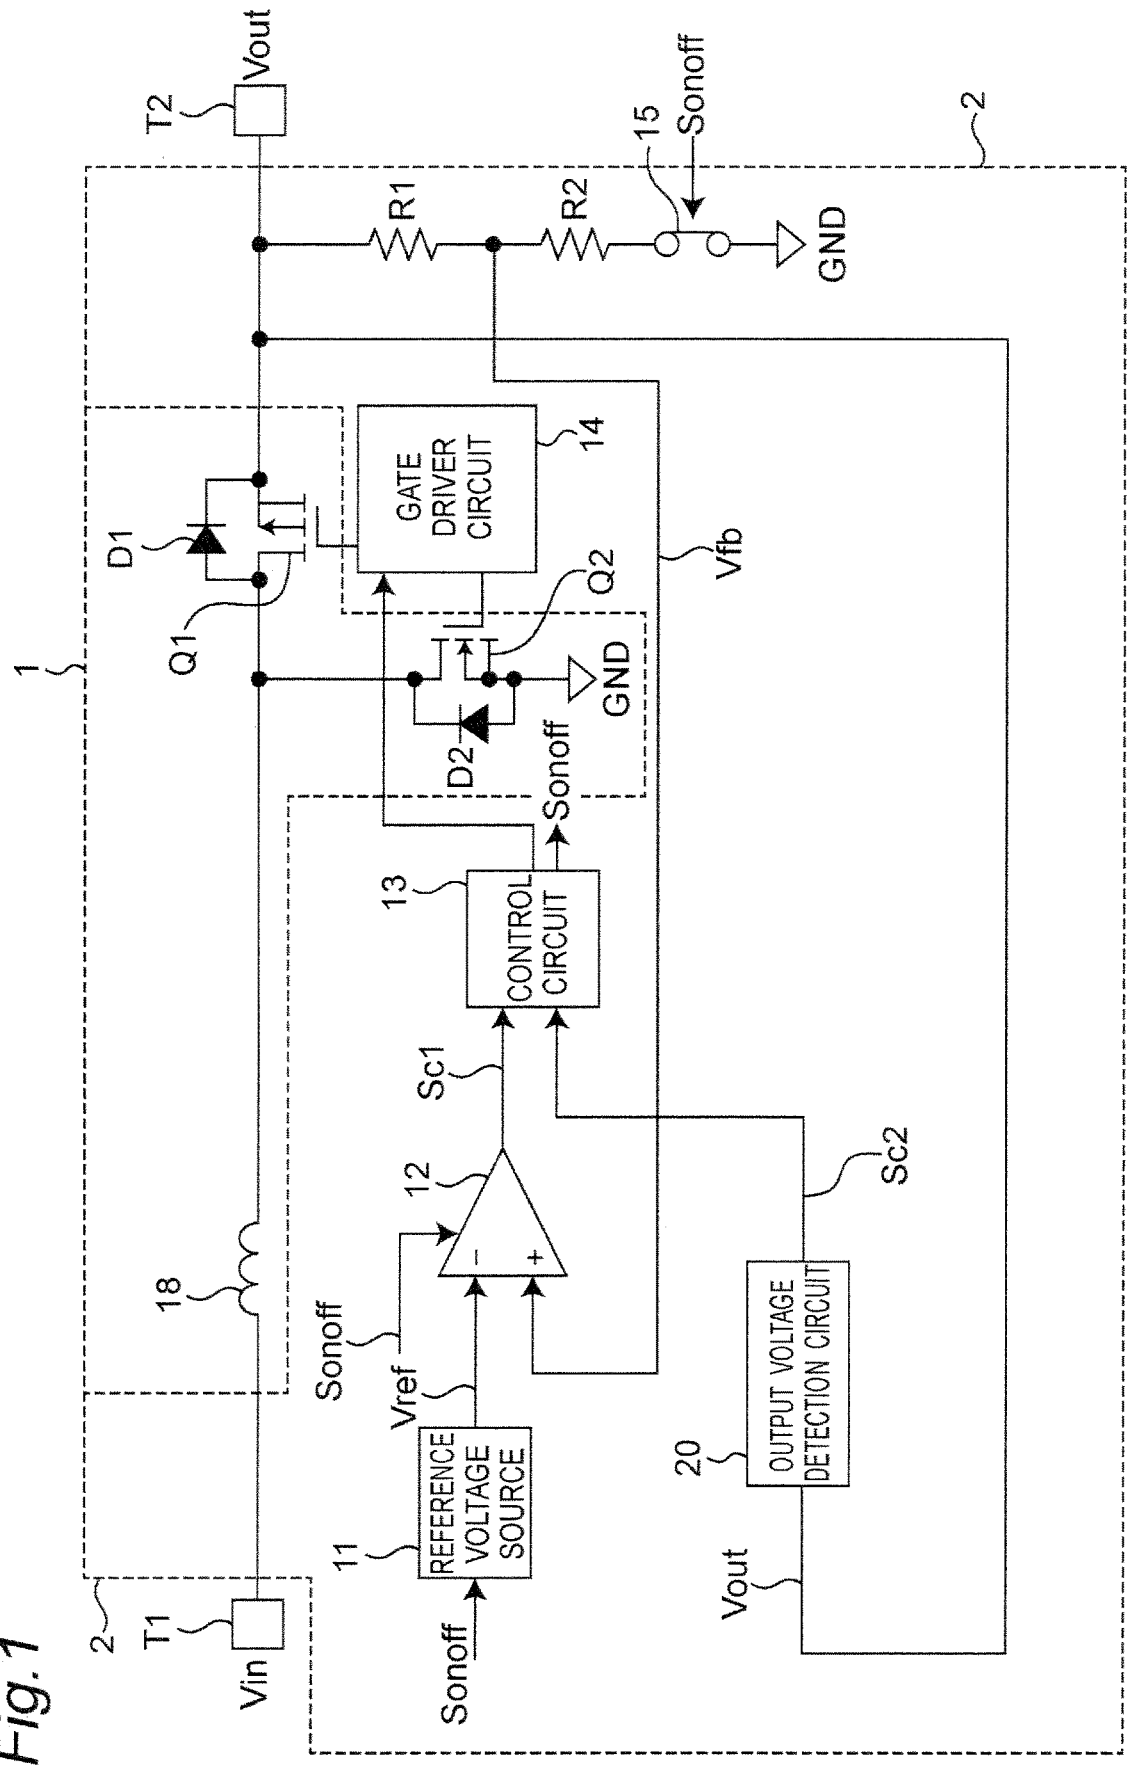 Fig.1
1
2
T1
Vin
18
D1
Q1
T2
Vout
R1
R2
15
Sonoff
GND
2
GATE
DRIVER
CIRCUIT
14
D2
Q2
GND
Sonoff
13
CONTROL
CIRCUIT
Sc1
12
-
+
Sonoff
Vref
11
REFERENCE
VOLTAGE
SOURCE
Sonoff
Vfb
Sc2
20
OUTPUT VOLTAGE
DETECTION CIRCUIT
Vout